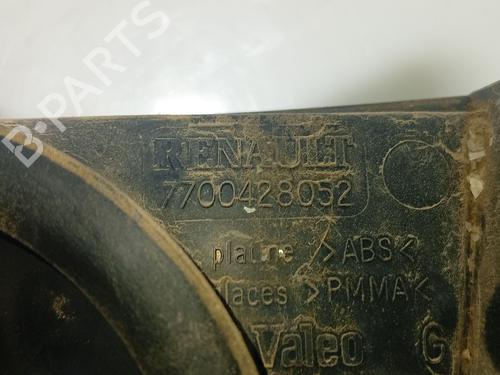 B-PARTS
RENAULT
7700428052
platine >ABS<
glaces >PMMA<
Valeo G